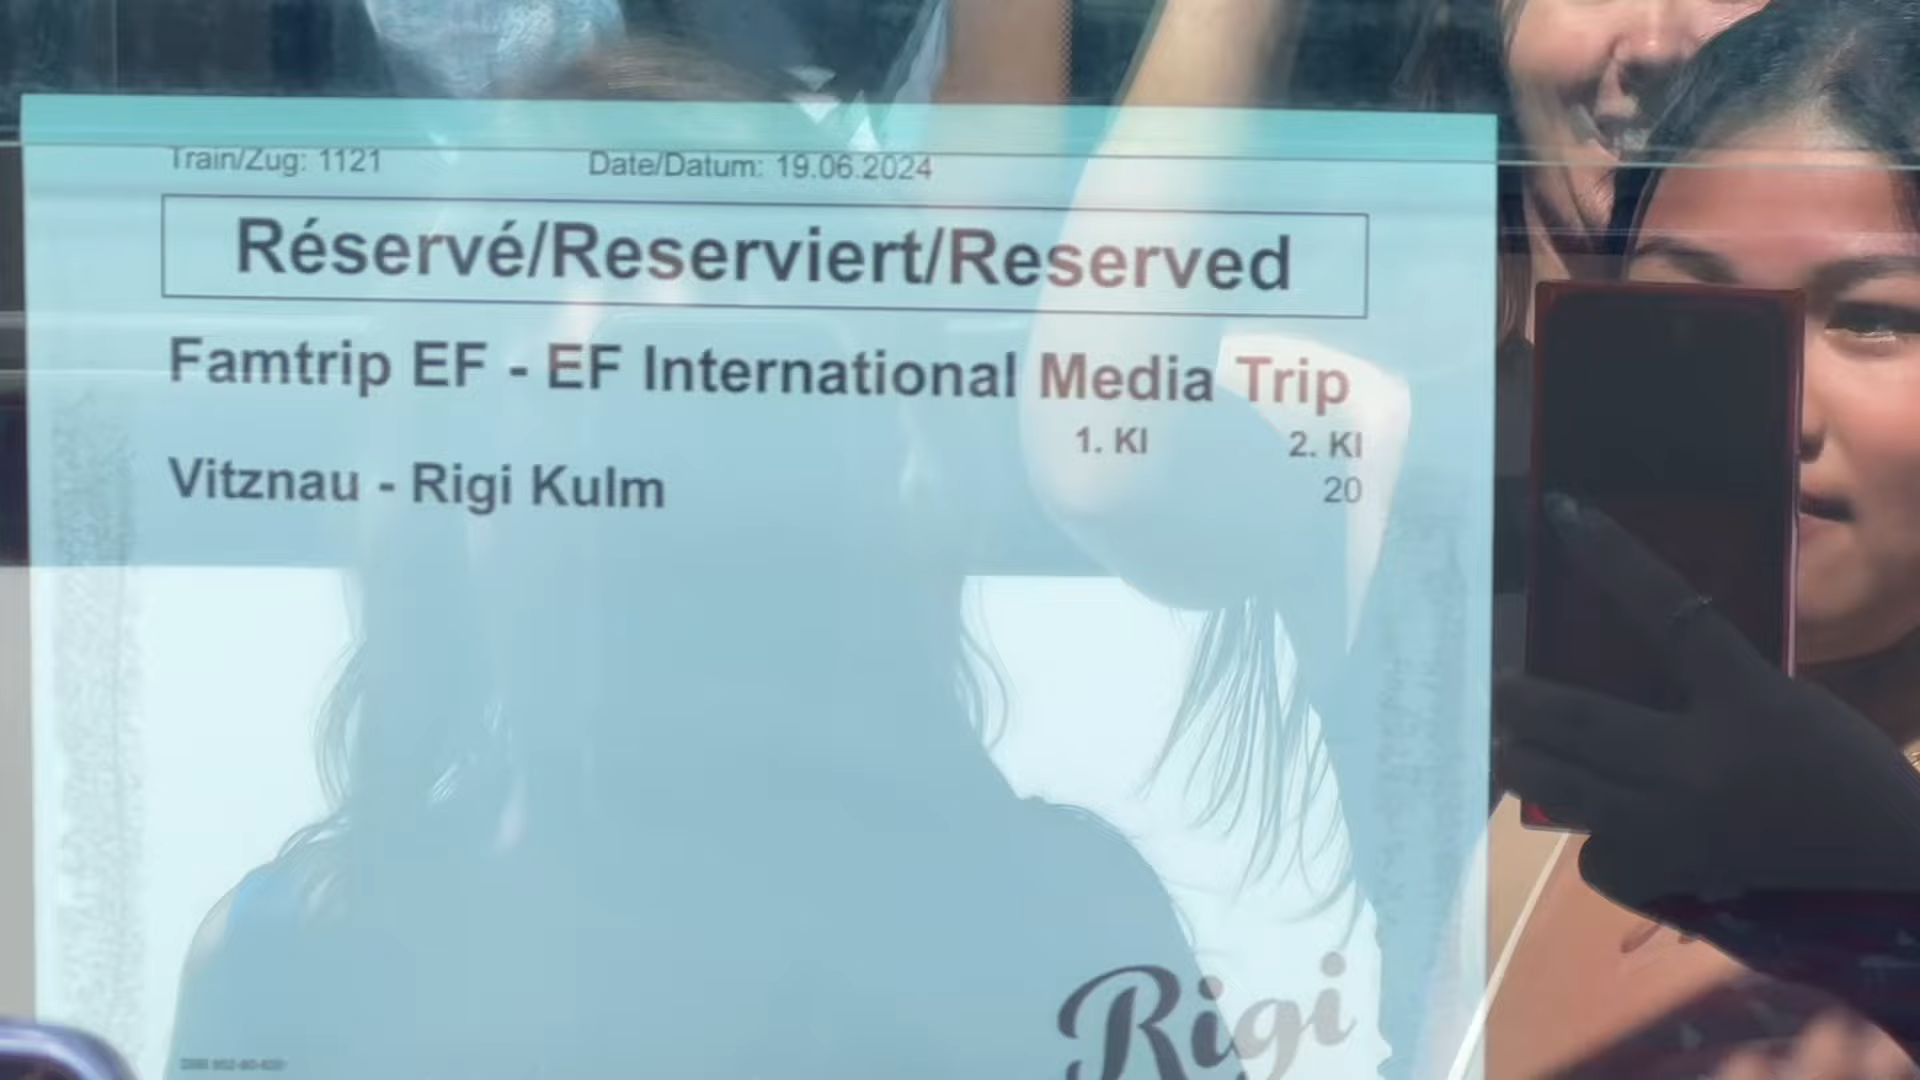 Train/Zug: 1121 Date/Datum: 19.06.2024
Réservé/Reserviert/Reserved
Famtrip EF - EF International Media Trip
1. Kl 2. Kl
Vitznau - Rigi Kulm 20
Rigi